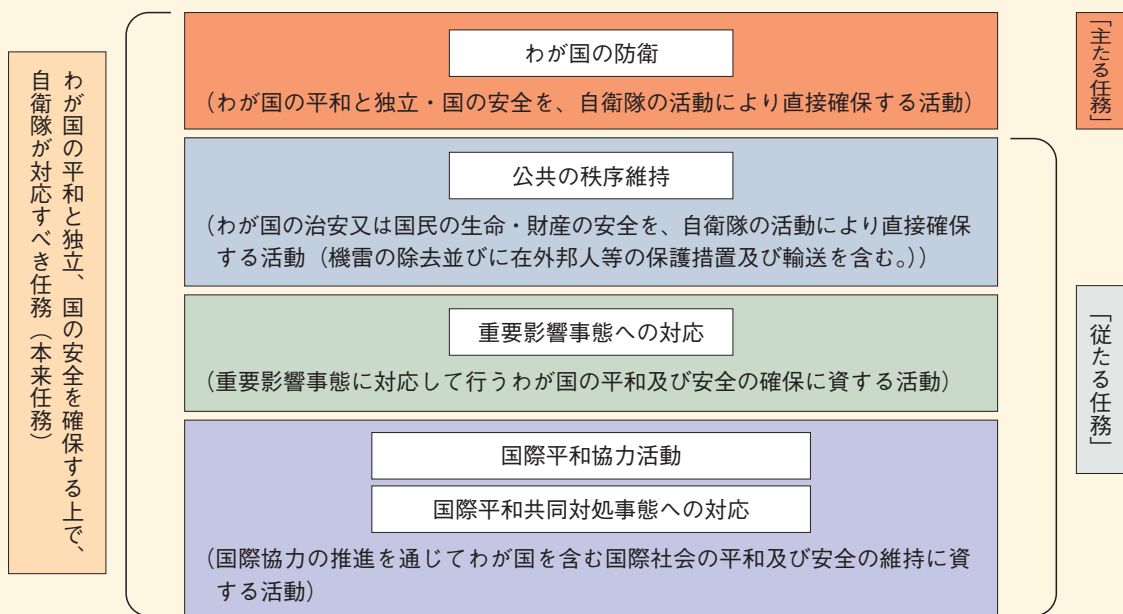 わが国の平和と独立、国の安全を確保する上で、
自衛隊が対応すべき任務（本来任務）
わが国の防衛
（わが国の平和と独立・国の安全を、自衛隊の活動により直接確保する活動）
「主たる任務」
公共の秩序維持
（わが国の治安又は国民の生命・財産の安全を、自衛隊の活動により直接確保
する活動（機雷の除去並びに在外邦人等の保護措置及び輸送を含む。））
重要影響事態への対応
（重要影響事態に対応して行うわが国の平和及び安全の確保に資する活動）
国際平和協力活動
国際平和共同対処事態への対応
（国際協力の推進を通じてわが国を含む国際社会の平和及び安全の維持に資
する活動）
「従たる任務」